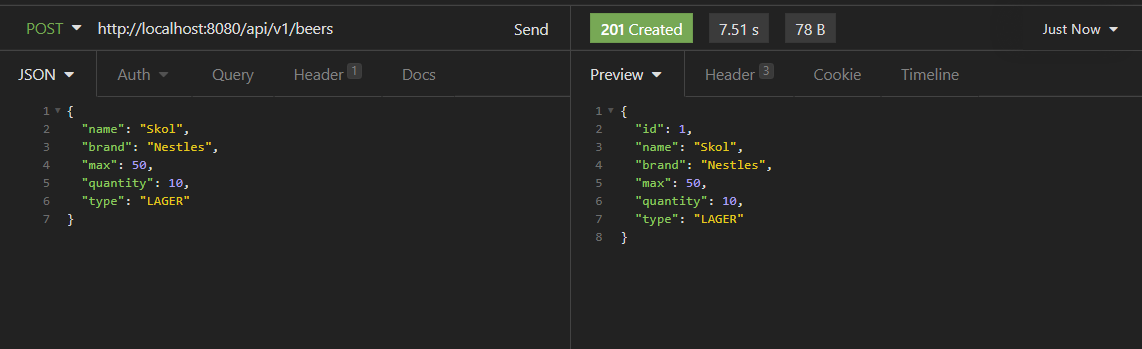 POST http://localhost:8080/api/v1/beers Send
JSON Auth Query Header 1 Docs
1 {
2 "name": "Skol",
3 "brand": "Nestles",
4 "max": 50,
5 "quantity": 10,
6 "type": "LAGER"
7 }
201 Created 7.51 s 78 B Just Now
Preview Header 3 Cookie Timeline
1 {
2 "id": 1,
3 "name": "Skol",
4 "brand": "Nestles",
5 "max": 50,
6 "quantity": 10,
7 "type": "LAGER"
8 }